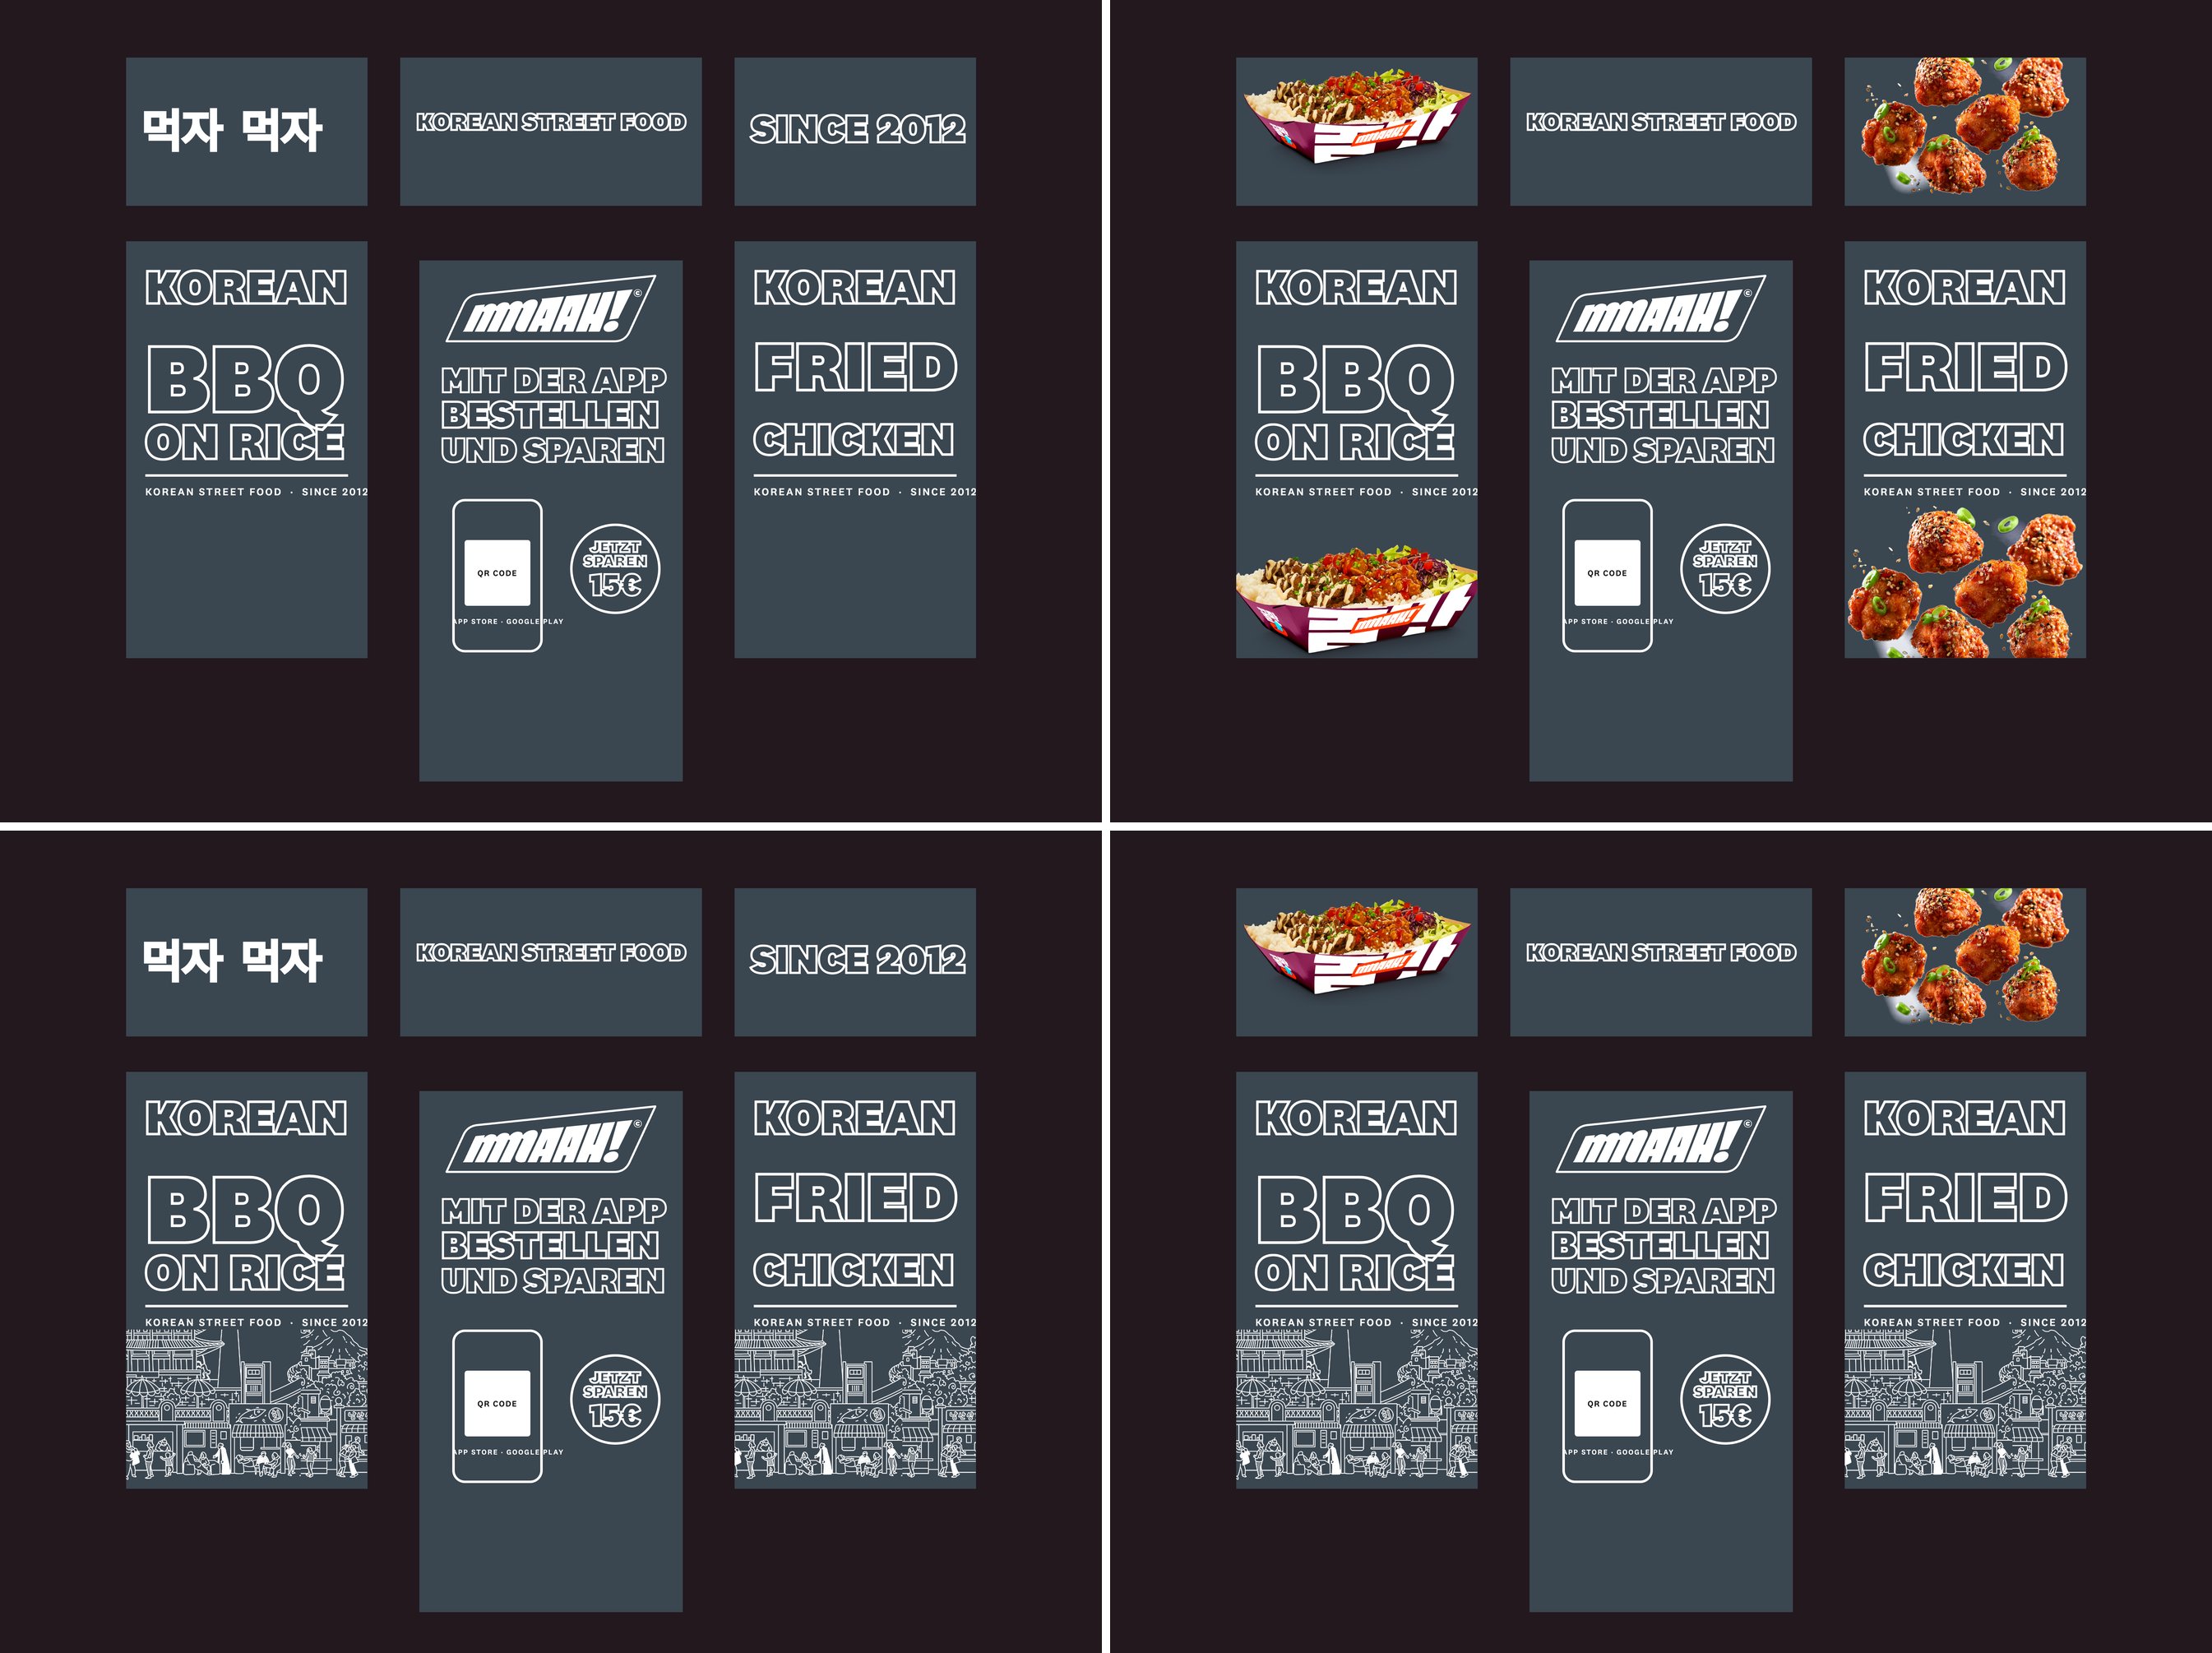 먹자 먹자
KOREAN STREET FOOD
SINCE 2012
KOREAN
BBQ
ON RICE
KOREAN STREET FOOD · SINCE 2012
mmAAH!
©
MIT DER APP
BESTELLEN
UND SPAREN
QR CODE
APP STORE · GOOGLE PLAY
JETZT
SPAREN
15€
KOREAN
FRIED
CHICKEN
KOREAN STREET FOOD · SINCE 2012
mmAAH!
KOREAN STREET FOOD
KOREAN
BBQ
ON RICE
KOREAN STREET FOOD · SINCE 2012
mmAAH!
mmAAH!
©
MIT DER APP
BESTELLEN
UND SPAREN
QR CODE
APP STORE · GOOGLE PLAY
JETZT
SPAREN
15€
KOREAN
FRIED
CHICKEN
KOREAN STREET FOOD · SINCE 2012
먹자 먹자
KOREAN STREET FOOD
SINCE 2012
KOREAN
BBQ
ON RICE
KOREAN STREET FOOD · SINCE 2012
mmAAH!
©
MIT DER APP
BESTELLEN
UND SPAREN
QR CODE
APP STORE · GOOGLE PLAY
JETZT
SPAREN
15€
KOREAN
FRIED
CHICKEN
KOREAN STREET FOOD · SINCE 2012
mmAAH!
KOREAN STREET FOOD
KOREAN
BBQ
ON RICE
KOREAN STREET FOOD · SINCE 2012
mmAAH!
©
MIT DER APP
BESTELLEN
UND SPAREN
QR CODE
APP STORE · GOOGLE PLAY
JETZT
SPAREN
15€
KOREAN
FRIED
CHICKEN
KOREAN STREET FOOD · SINCE 2012